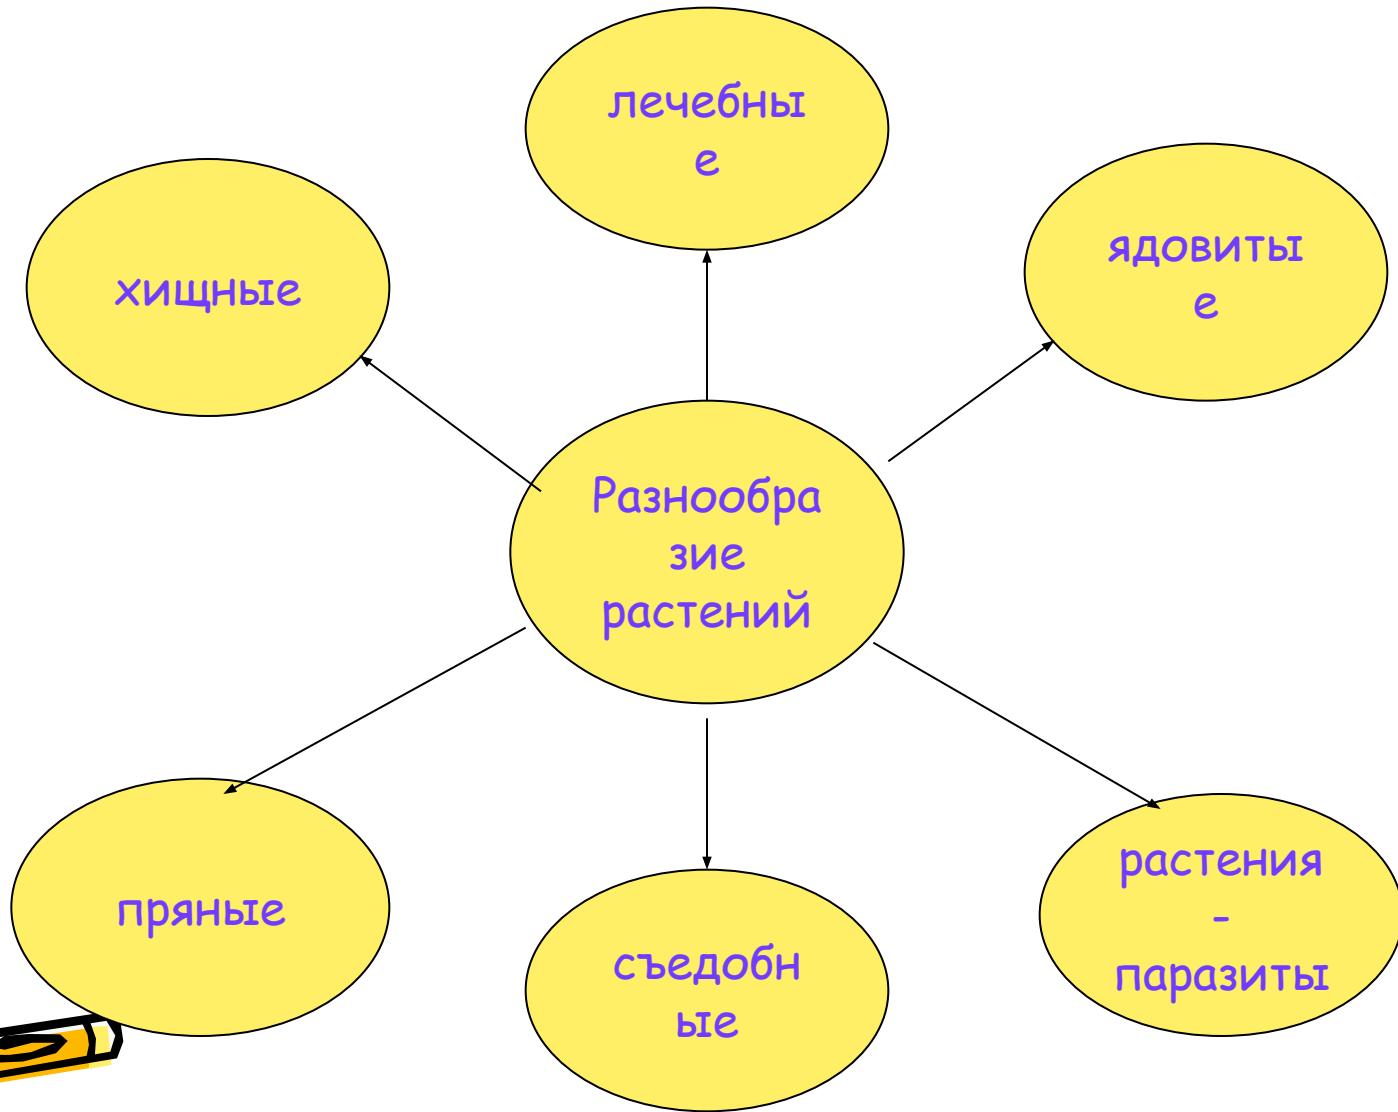 лечебны
е
хищные
ядовиты
е
Разнообра
зие
растений
пряные
съедобн
ые
растения
-
паразиты